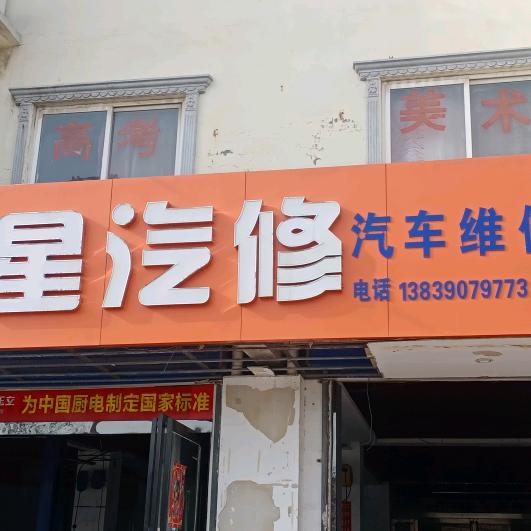 高考
美术
星汽修
汽车维修
电话 13839079773
为中国厨电制定国家标准